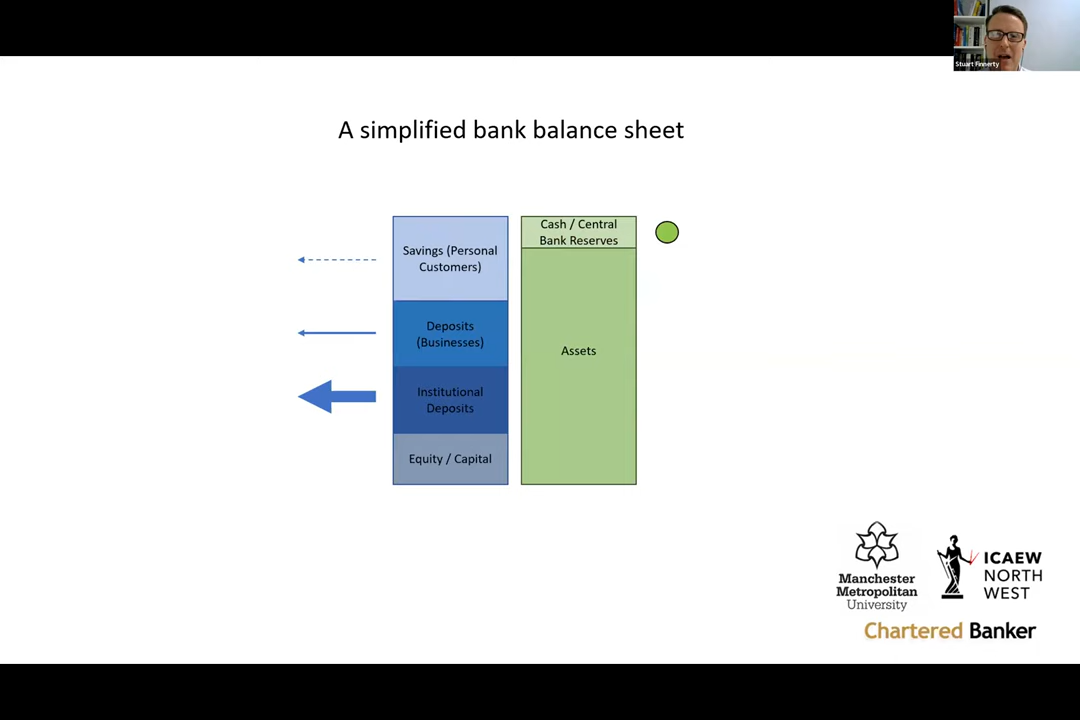 Stuart Finnerty
A simplified bank balance sheet
Savings (Personal
Customers)
Deposits
(Businesses)
Institutional
Deposits
Equity / Capital
Cash / Central
Bank Reserves
Assets
Manchester
Metropolitan
University
ICAEW
NORTH
WEST
Chartered Banker